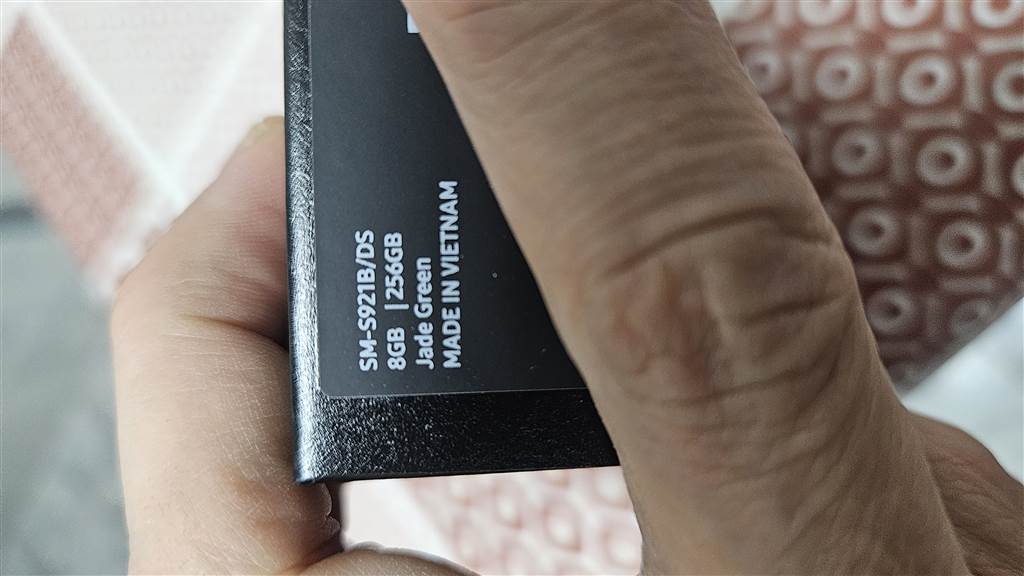 SM-S921B/DS
8GB | 256GB
Jade Green
MADE IN VIETNAM